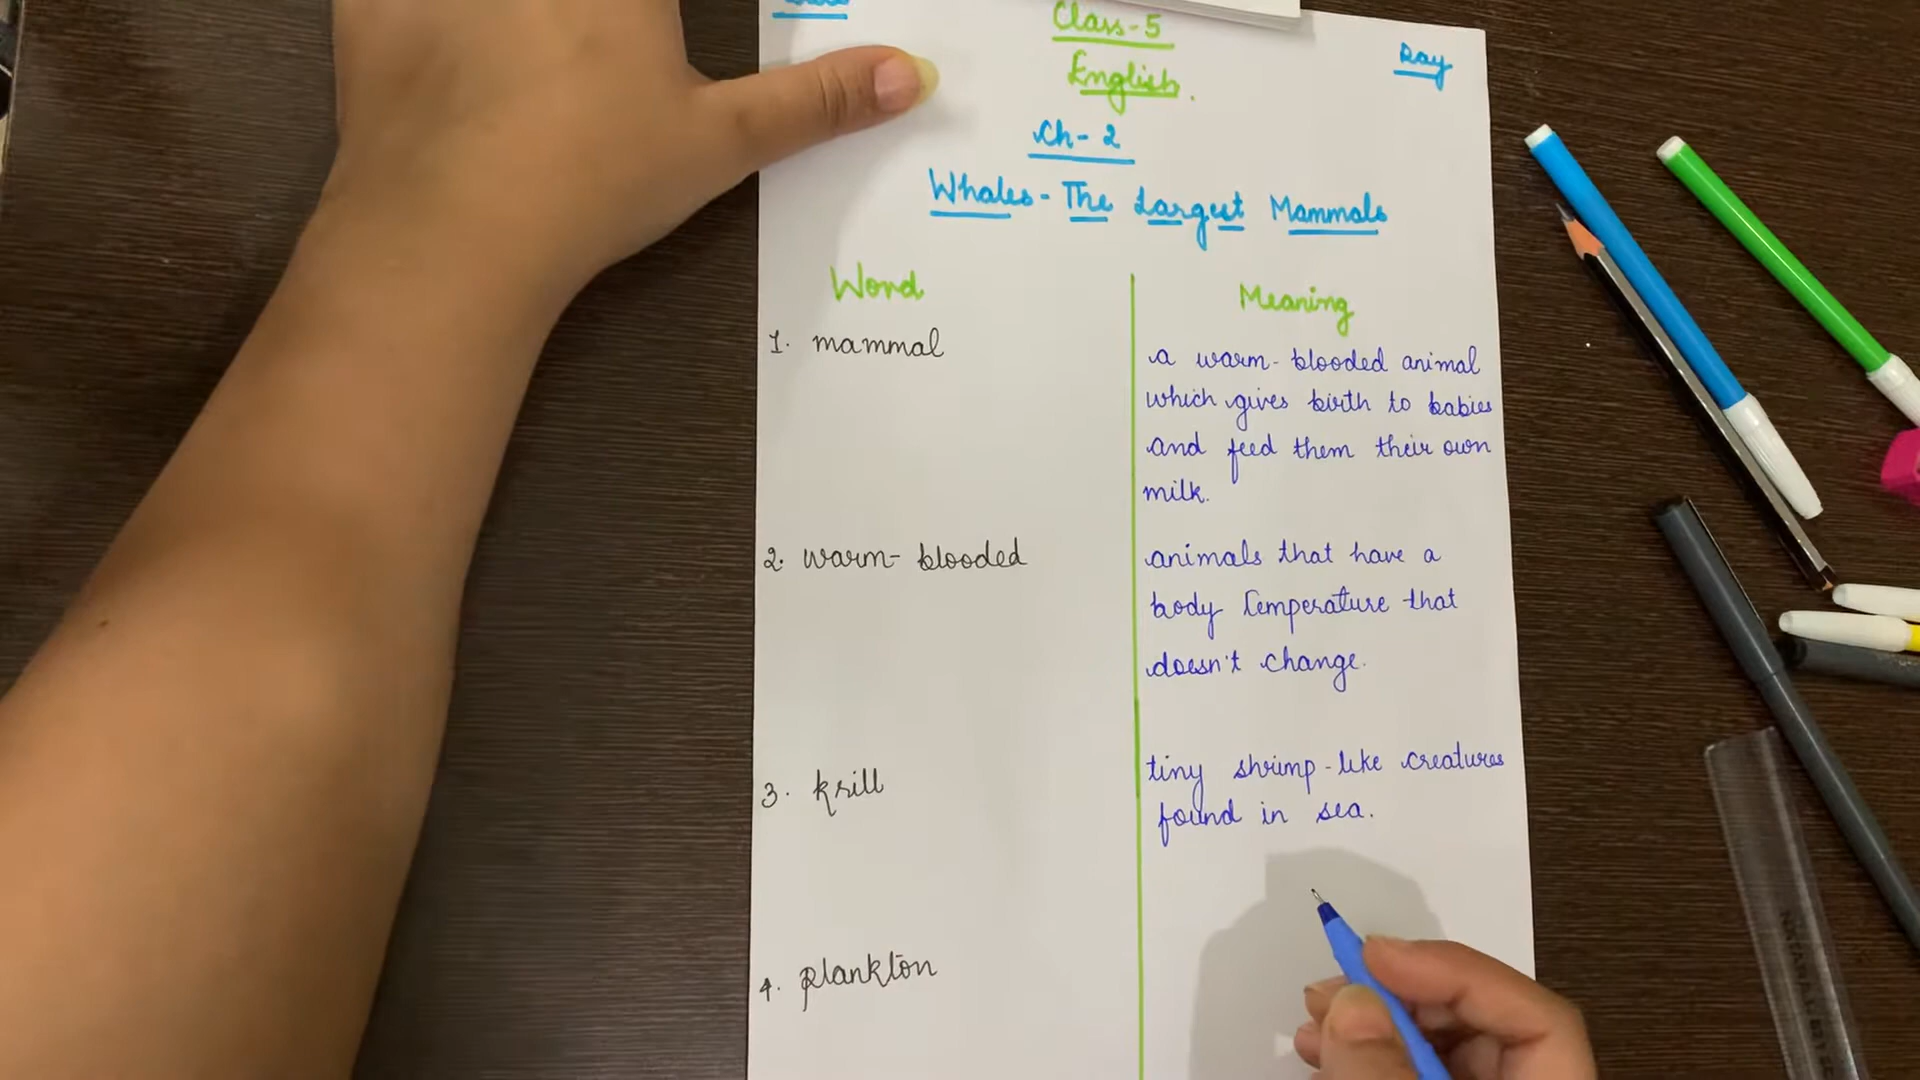 Class-5
Day
English.
Ch-2
Whales-The Largest Mammals
Word
Meaning
1. mammal
a warm-blooded animal
which gives birth to babies
and feed them their own
milk.
2. warm-blooded
animals that have a
body temperature that
doesn't change.
3. krill
tiny shrimp-like creatures
found in sea.
4. plankton